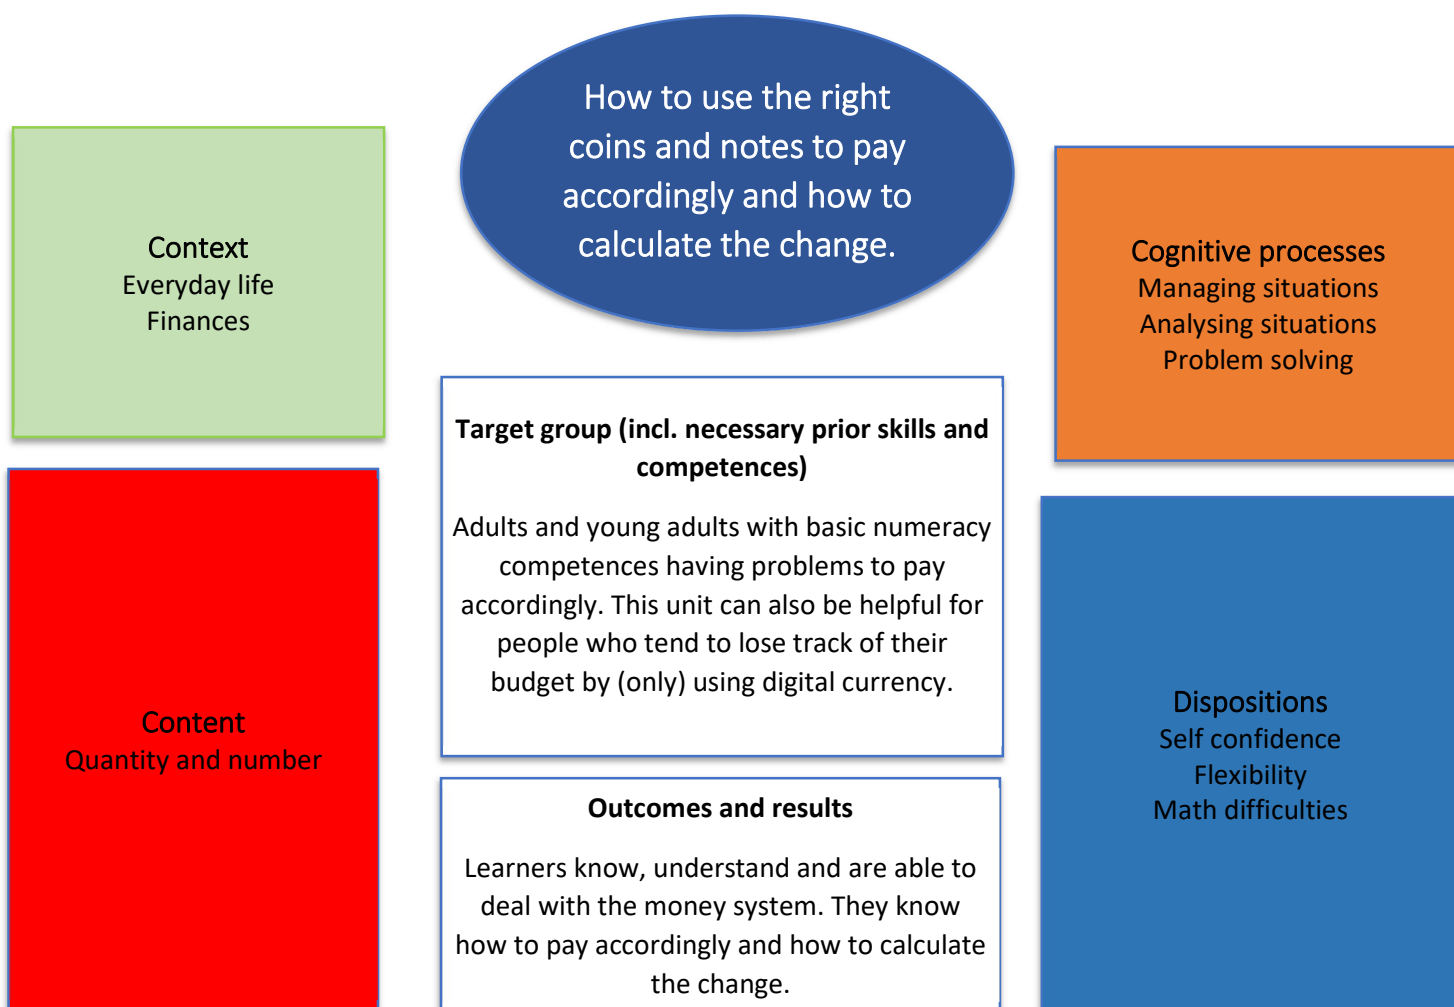 How to use the right
coins and notes to pay
accordingly and how to
calculate the change.
Context
Everyday life
Finances
Cognitive processes
Managing situations
Analysing situations
Problem solving
Target group (incl. necessary prior skills and
competences)
Adults and young adults with basic numeracy
competences having problems to pay
accordingly. This unit can also be helpful for
people who tend to lose track of their
budget by (only) using digital currency.
Content
Quantity and number
Dispositions
Self confidence
Flexibility
Math difficulties
Outcomes and results
Learners know, understand and are able to
deal with the money system. They know
how to pay accordingly and how to calculate
the change.